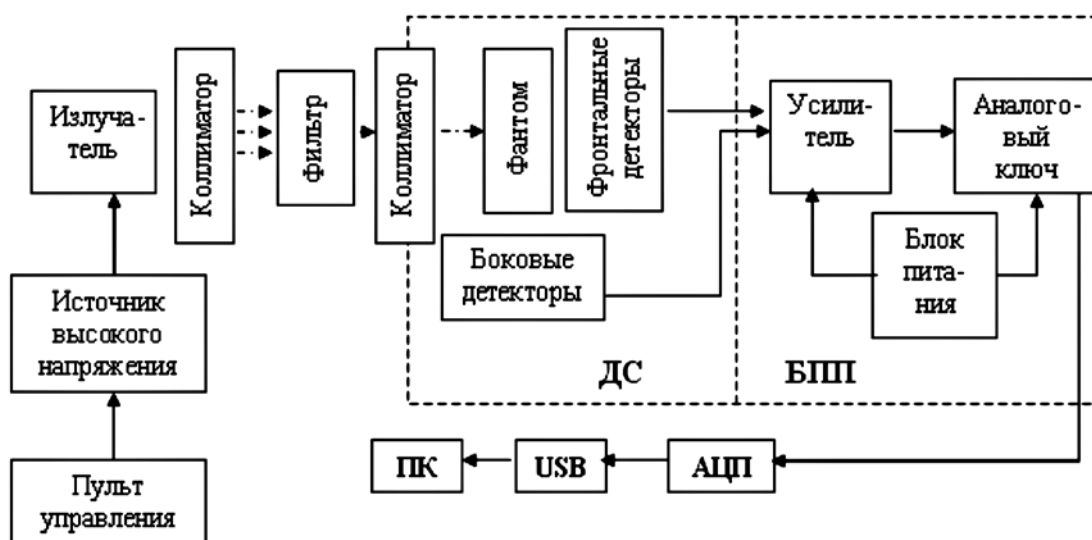 Излуча-
тель
Коллиматор
Фильтр
Коллиматор
Фантом
Фронтальные
детекторы
Усили-
тель
Аналого-
вый
ключ
Боковые
детекторы
Блок
пита-
ния
Источник
высокого
напряжения
ДС
БПП
ПК
USB
АЦП
Пульт
управления